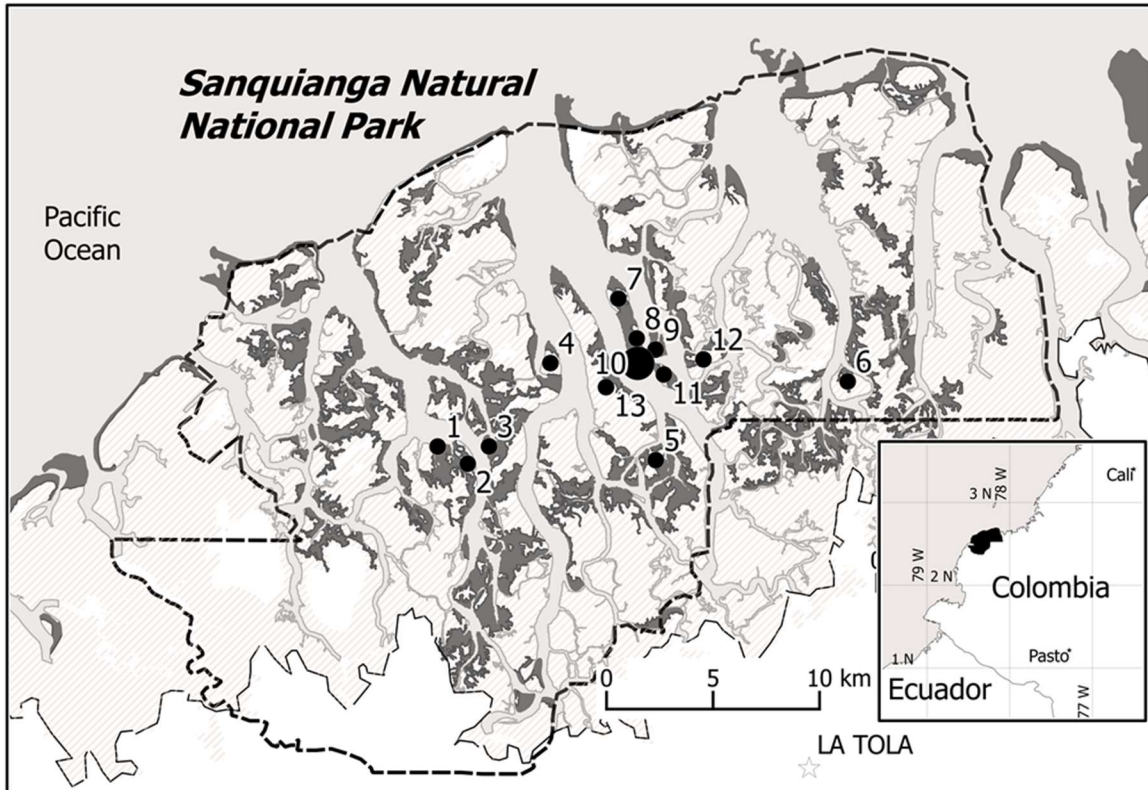 Sanquianga Natural
National Park
Pacific
Ocean
7
8
9
12
4
10
6
13
11
1
3
5
2
0
5
10 km
LA TOLA
Cali
3 N
78 W
79 W
2 N
Colombia
1 N
Pasto
Ecuador
77 W